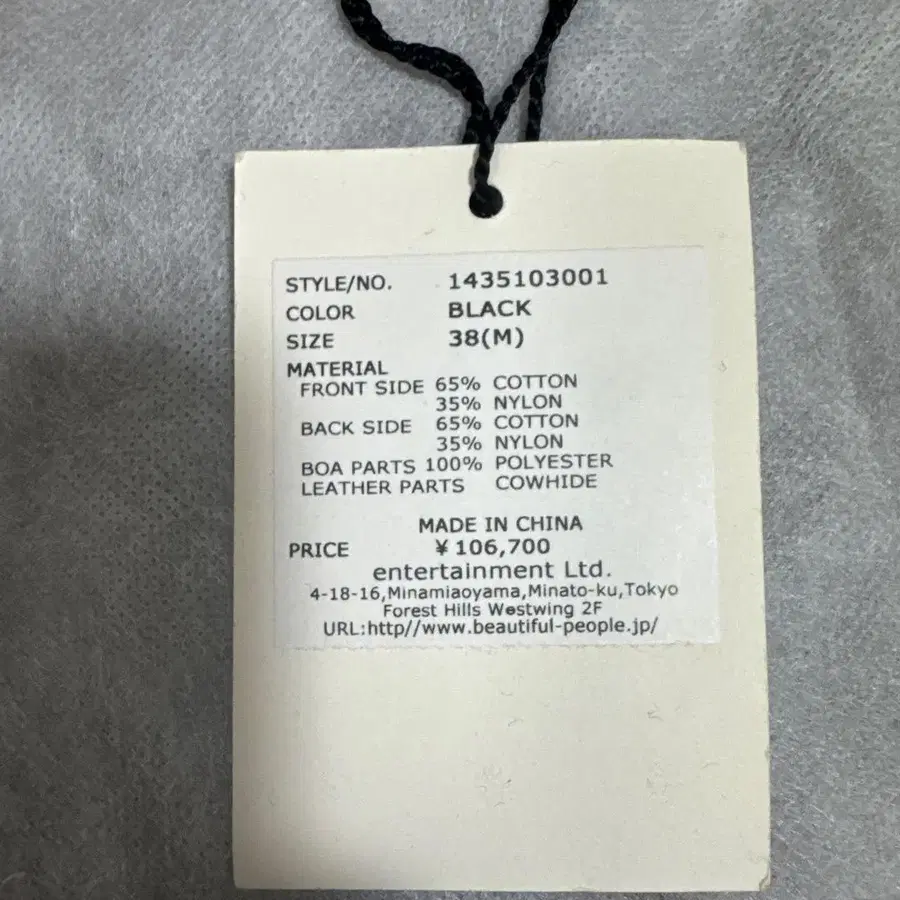 STYLE/NO. 1435103001
COLOR BLACK
SIZE 38(M)
MATERIAL
FRONT SIDE 65% COTTON
35% NYLON
BACK SIDE 65% COTTON
35% NYLON
BOA PARTS 100% POLYESTER
LEATHER PARTS COWHIDE
MADE IN CHINA
PRICE ¥106,700
entertainment Ltd.
4-18-16,Minamiaoyama,Minato-ku,Tokyo
Forest Hills Westwing 2F
URL:http//www.beautiful-people.jp/